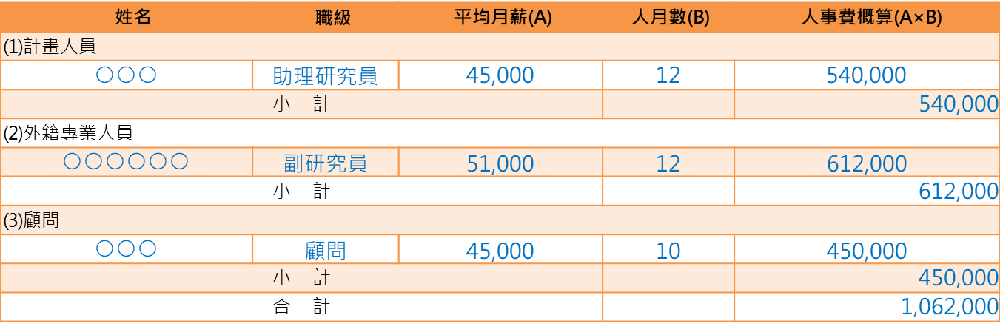 姓名 職級 平均月薪(A) 人月數(B) 人事費概算(A×B)
(1)計畫人員
○○○ 助理研究員 45,000 12 540,000
小 計 540,000
(2)外籍專業人員
○○○○○○ 副研究員 51,000 12 612,000
小 計 612,000
(3)顧問
○○○ 顧問 45,000 10 450,000
小 計 450,000
合 計 1,062,000